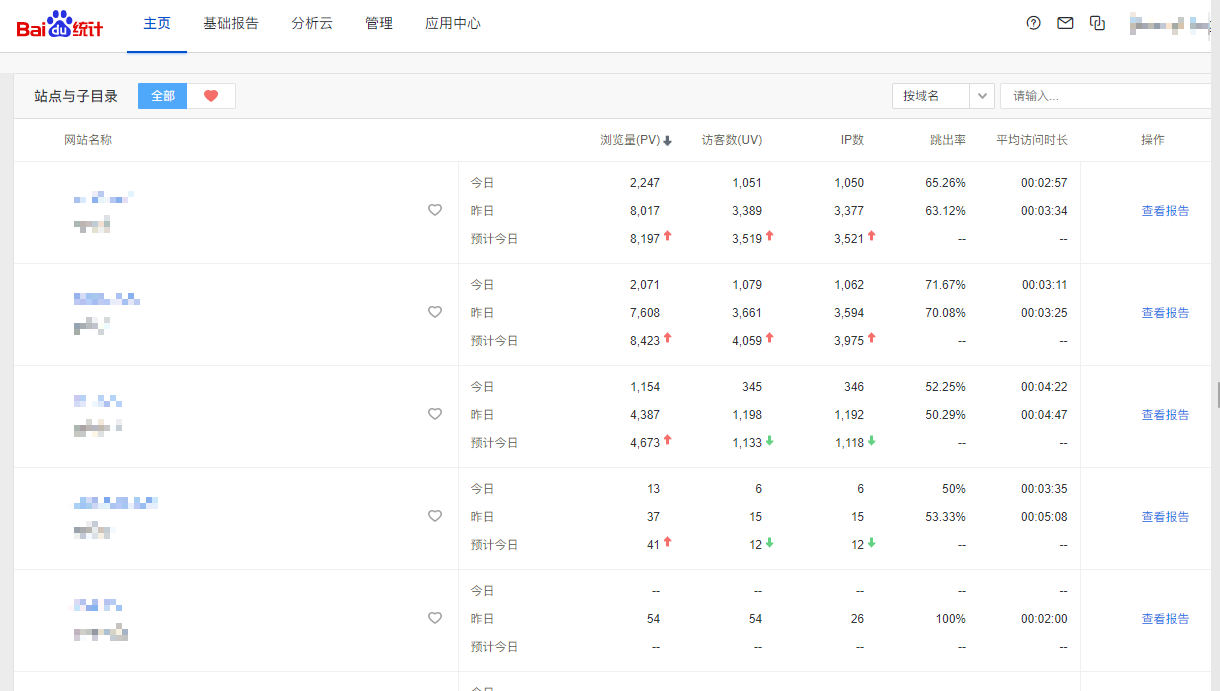 Bai du 统计 主页 基础报告 分析云 管理 应用中心
站点与子目录 全部 按域名 请输入...
网站名称 浏览量(PV) 访客数(UV) IP数 跳出率 平均访问时长 操作
今日 2,247 1,051 1,050 65.26% 00:02:57
昨日 8,017 3,389 3,377 63.12% 00:03:34 查看报告
预计今日 8,197 3,519 3,521 -- --
今日 2,071 1,079 1,062 71.67% 00:03:11
昨日 7,608 3,661 3,594 70.08% 00:03:25 查看报告
预计今日 8,423 4,059 3,975 -- --
今日 1,154 345 346 52.25% 00:04:22
昨日 4,387 1,198 1,192 50.29% 00:04:47 查看报告
预计今日 4,673 1,133 1,118 -- --
今日 13 6 6 50% 00:03:35
昨日 37 15 15 53.33% 00:05:08 查看报告
预计今日 41 12 12 -- --
今日 -- -- -- -- --
昨日 54 54 26 100% 00:02:00 查看报告
预计今日 -- -- -- -- --